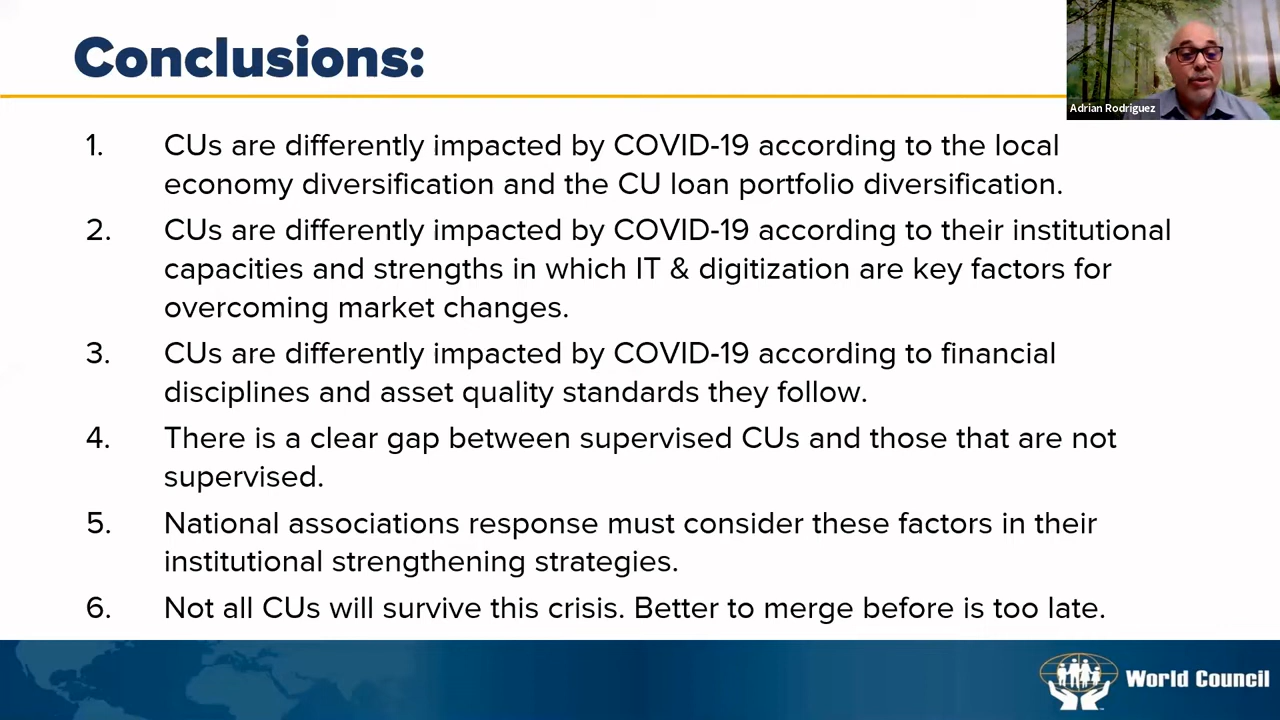 Conclusions:
Adrian Rodriguez
1. CUs are differently impacted by COVID-19 according to the local
economy diversification and the CU loan portfolio diversification.
2. CUs are differently impacted by COVID-19 according to their institutional
capacities and strengths in which IT & digitization are key factors for
overcoming market changes.
3. CUs are differently impacted by COVID-19 according to financial
disciplines and asset quality standards they follow.
4. There is a clear gap between supervised CUs and those that are not
supervised.
5. National associations response must consider these factors in their
institutional strengthening strategies.
6. Not all CUs will survive this crisis. Better to merge before is too late.
World Council